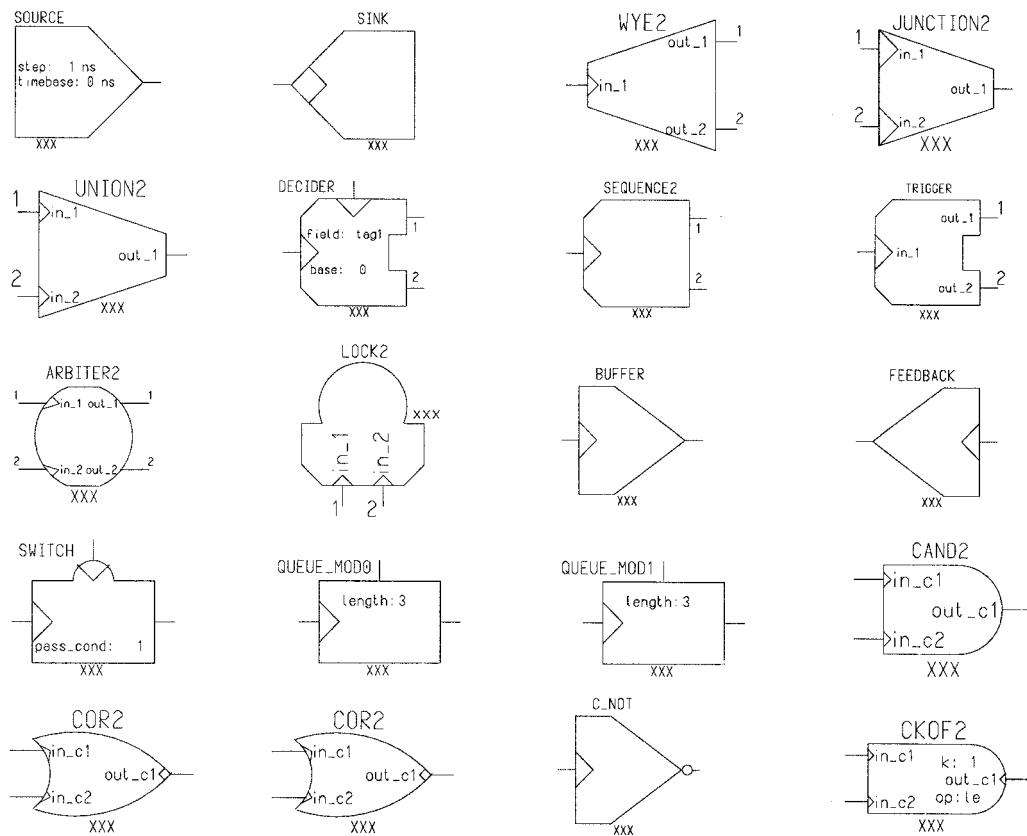 SOURCE
step: 1 ns
timebase: 0 ns
XXX
SINK
XXX
WYE2
out_1 1
in_1
out_2 2
XXX
JUNCTION2
1 in_1
out_1
2 in_2
XXX
UNION2
1 in_1
out_1
2 in_2
XXX
DECIDER
1
field: tag1
base: 0
2
XXX
SEQUENCE2
1
2
XXX
TRIGGER
out_1 1
in_1
out_2 2
XXX
ARBITER2
1 in_1 out_1 1
2 in_2 out_2 2
XXX
LOCK2
XXX
in_1 in_2
1 2
BUFFER
XXX
FEEDBACK
XXX
SWITCH
pass_cond: 1
XXX
QUEUE_MOD0
length: 3
XXX
QUEUE_MOD1
length: 3
XXX
CAND2
in_c1
out_c1
in_c2
XXX
COR2
in_c1
out_c1
in_c2
XXX
COR2
in_c1
out_c1
in_c2
XXX
C_NOT
XXX
CKOF2
in_c1 k: 1
out_c1
in_c2 op:le
XXX